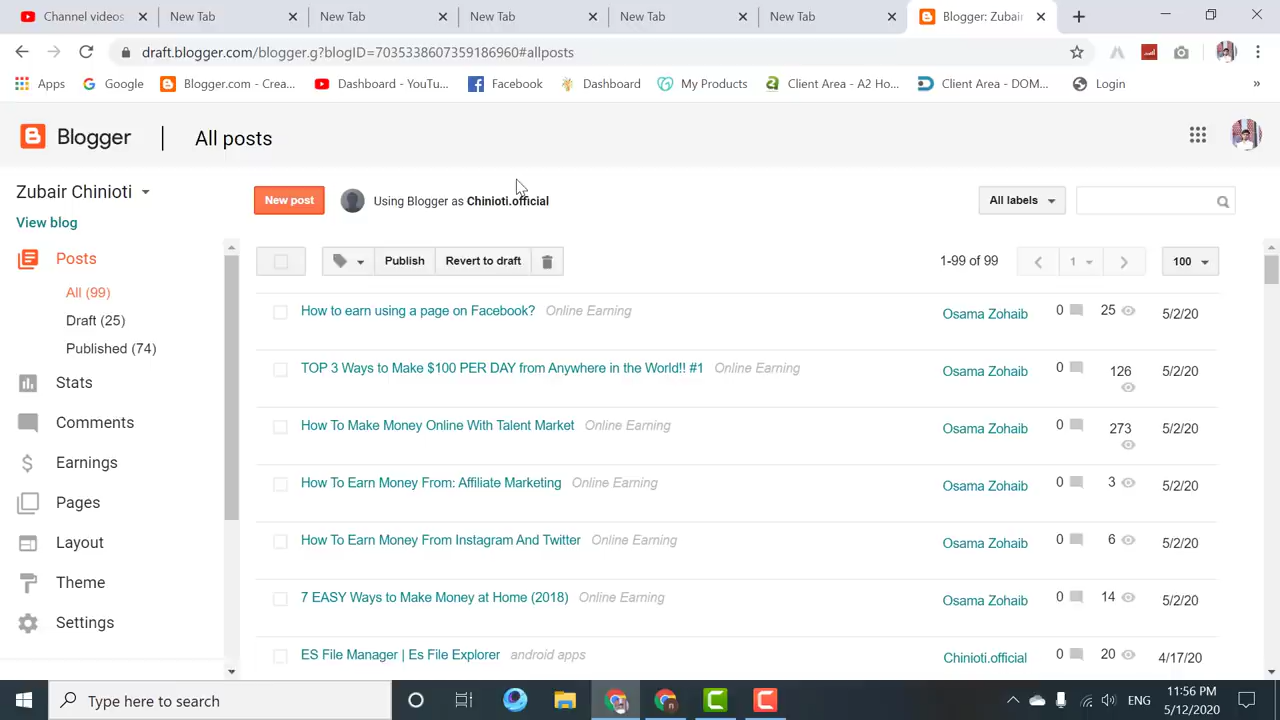 Channel videos
New Tab
New Tab
New Tab
New Tab
New Tab
Blogger: Zubair
draft.blogger.com/blogger.g?blogID=7035338607359186960#allposts
Apps
Google
Blogger.com - Crea...
Dashboard - YouTu...
Facebook
Dashboard
My Products
Client Area - A2 Ho...
Client Area - DOM...
Login
»
Blogger
All posts
Zubair Chinioti
View blog
New post
Using Blogger as Chinioti.official
All labels
Posts
All (99)
Draft (25)
Published (74)
Stats
Comments
Earnings
Pages
Layout
Theme
Settings
Publish
Revert to draft
1-99 of 99
1
100
How to earn using a page on Facebook? Online Earning Osama Zohaib 0 25 5/2/20
TOP 3 Ways to Make $100 PER DAY from Anywhere in the World!! #1 Online Earning Osama Zohaib 0 126 5/2/20
How To Make Money Online With Talent Market Online Earning Osama Zohaib 0 273 5/2/20
How To Earn Money From: Affiliate Marketing Online Earning Osama Zohaib 0 3 5/2/20
How To Earn Money From Instagram And Twitter Online Earning Osama Zohaib 0 6 5/2/20
7 EASY Ways to Make Money at Home (2018) Online Earning Osama Zohaib 0 14 5/2/20
ES File Manager | Es File Explorer android apps Chinioti.official 0 20 4/17/20
Type here to search
ENG
11:56 PM
5/12/2020